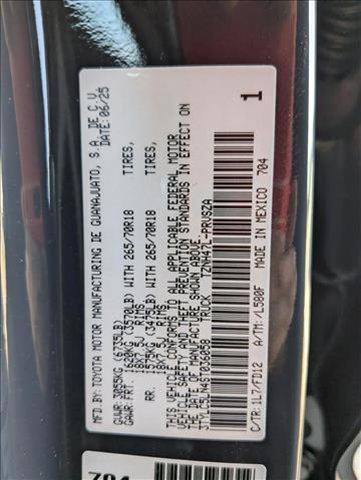 MFD. BY: TOYOTA MOTOR MANUFACTURING DE GUANAJUATO, S. A. DE C. V.
DATE: 06/25
GVWR: 3055KG (6735LB)
GAWR: FRT. 1620KG (3570LB) WITH 265/70R18 TIRES,
18X7.5J RIMS,
RR. 1575KG (3475LB) WITH 265/70R18 TIRES,
18X7.5J RIMS,
THIS VEHICLE CONFORMS TO ALL APPLICABLE FEDERAL MOTOR
VEHICLE SAFETY AND THEFT PREVENTION STANDARDS IN EFFECT ON
THE DATE OF MANUFACTURE SHOWN ABOVE.
TRUCK
C/TR: 1L7/FD12 A/TM: /L580F
MADE IN MEXICO 704
1
704